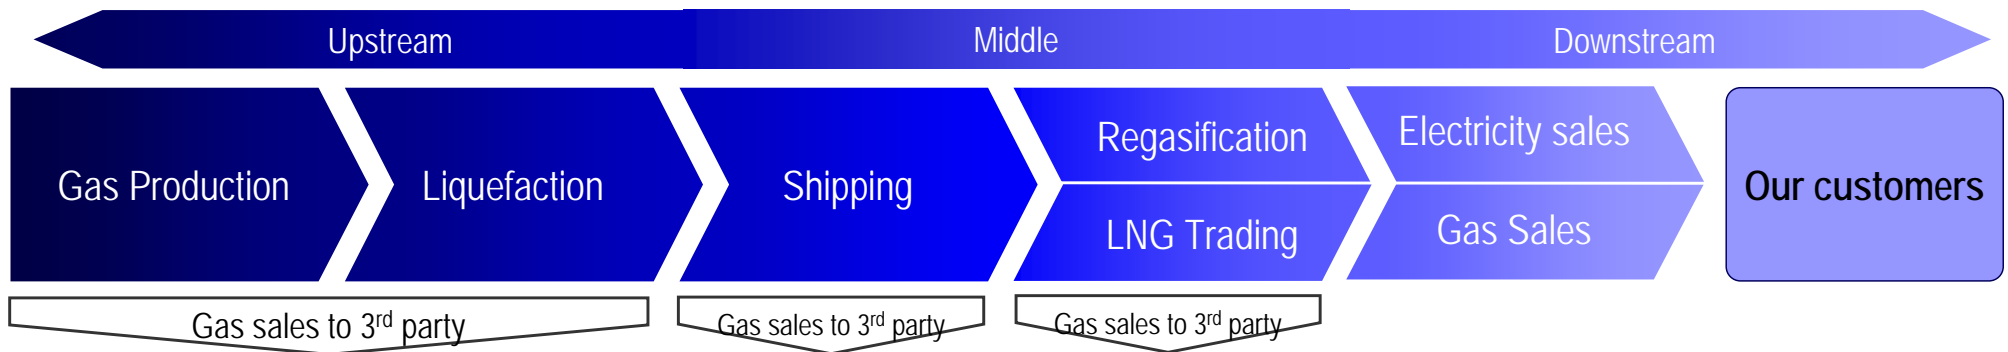 Upstream
Middle
Downstream
Gas Production
Liquefaction
Shipping
Regasification
LNG Trading
Electricity sales
Gas Sales
Our customers
Gas sales to 3rd party
Gas sales to 3rd party
Gas sales to 3rd party